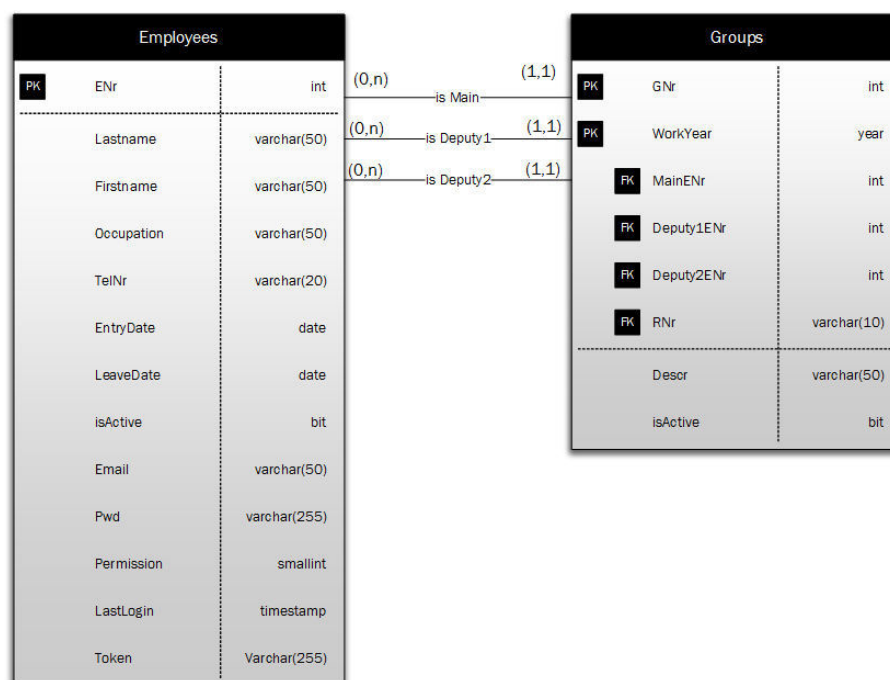 Employees
PK ENr int
Lastname varchar(50)
Firstname varchar(50)
Occupation varchar(50)
TelNr varchar(20)
EntryDate date
LeaveDate date
isActive bit
Email varchar(50)
Pwd varchar(255)
Permission smallint
LastLogin timestamp
Token Varchar(255)
(0,n) is Main (1,1)
(0,n) is Deputy1 (1,1)
(0,n) is Deputy2 (1,1)
Groups
PK GNr int
PK WorkYear year
FK MainENr int
FK Deputy1ENr int
FK Deputy2ENr int
FK RNr varchar(10)
Descr varchar(50)
isActive bit